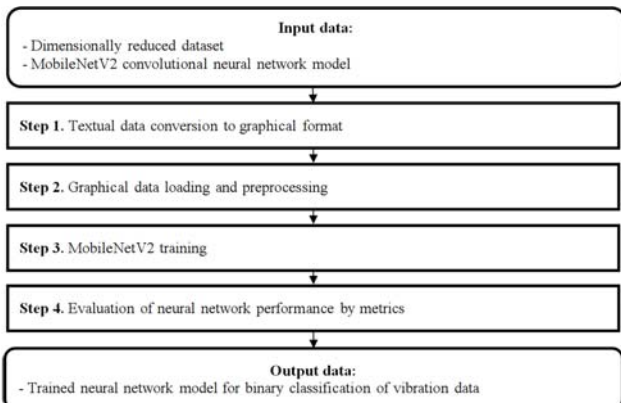 Input data:
- Dimensionally reduced dataset
- MobileNetV2 convolutional neural network model
Step 1. Textual data conversion to graphical format
Step 2. Graphical data loading and preprocessing
Step 3. MobileNetV2 training
Step 4. Evaluation of neural network performance by metrics
Output data:
- Trained neural network model for binary classification of vibration data